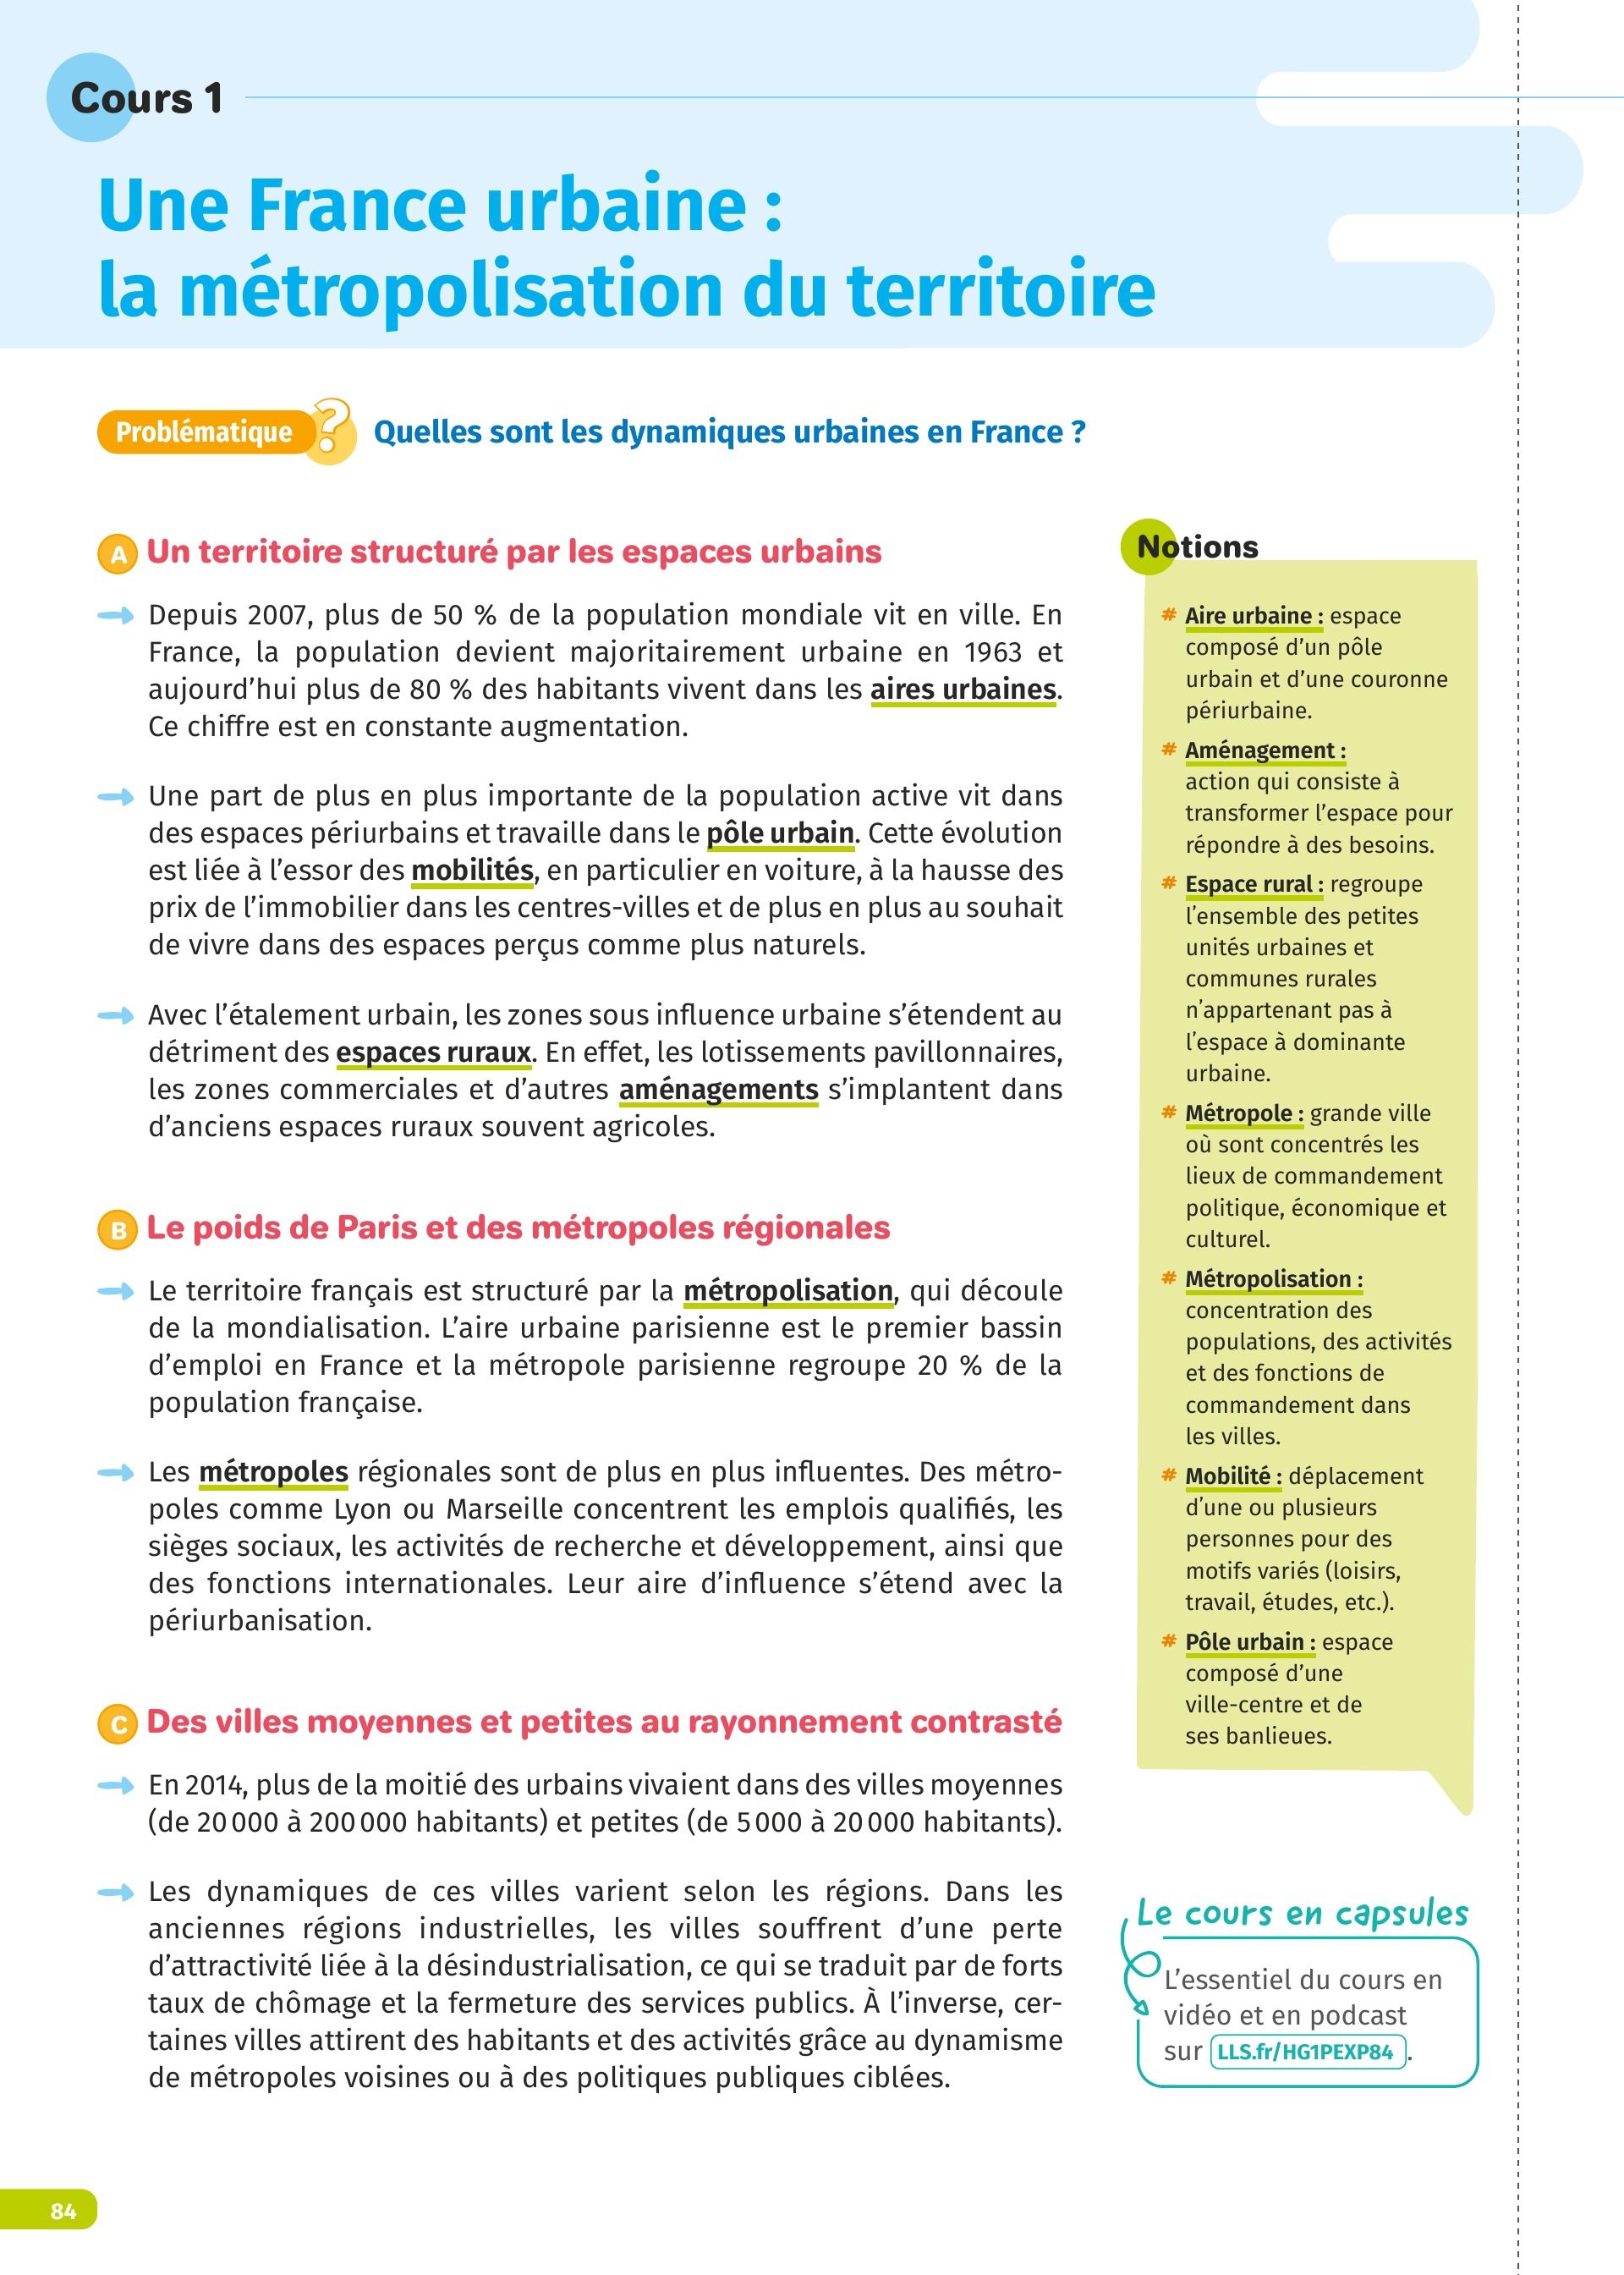 Cours 1
Une France urbaine :
la métropolisation du territoire
Problématique ? Quelles sont les dynamiques urbaines en France ?
A Un territoire structuré par les espaces urbains
Depuis 2007, plus de 50 % de la population mondiale vit en ville. En
France, la population devient majoritairement urbaine en 1963 et
aujourd’hui plus de 80 % des habitants vivent dans les aires urbaines.
Ce chiffre est en constante augmentation.
Une part de plus en plus importante de la population active vit dans
des espaces périurbains et travaille dans le pôle urbain. Cette évolution
est liée à l’essor des mobilités, en particulier en voiture, à la hausse des
prix de l’immobilier dans les centres-villes et de plus en plus au souhait
de vivre dans des espaces perçus comme plus naturels.
Avec l’étalement urbain, les zones sous influence urbaine s’étendent au
détriment des espaces ruraux. En effet, les lotissements pavillonnaires,
les zones commerciales et d’autres aménagements s’implantent dans
d’anciens espaces ruraux souvent agricoles.
B Le poids de Paris et des métropoles régionales
Le territoire français est structuré par la métropolisation, qui découle
de la mondialisation. L’aire urbaine parisienne est le premier bassin
d’emploi en France et la métropole parisienne regroupe 20 % de la
population française.
Les métropoles régionales sont de plus en plus influentes. Des métro-
poles comme Lyon ou Marseille concentrent les emplois qualifiés, les
sièges sociaux, les activités de recherche et développement, ainsi que
des fonctions internationales. Leur aire d’influence s’étend avec la
périurbanisation.
C Des villes moyennes et petites au rayonnement contrasté
En 2014, plus de la moitié des urbains vivaient dans des villes moyennes
(de 20 000 à 200 000 habitants) et petites (de 5 000 à 20 000 habitants).
Les dynamiques de ces villes varient selon les régions. Dans les
anciennes régions industrielles, les villes souffrent d’une perte
d’attractivité liée à la désindustrialisation, ce qui se traduit par de forts
taux de chômage et la fermeture des services publics. À l’inverse, cer-
taines villes attirent des habitants et des activités grâce au dynamisme
de métropoles voisines ou à des politiques publiques ciblées.
Notions
# Aire urbaine : espace
composé d’un pôle
urbain et d’une couronne
périurbaine.
# Aménagement :
action qui consiste à
transformer l’espace pour
répondre à des besoins.
# Espace rural : regroupe
l’ensemble des petites
unités urbaines et
communes rurales
n’appartenant pas à
l’espace à dominante
urbaine.
# Métropole : grande ville
où sont concentrés les
lieux de commandement
politique, économique et
culturel.
# Métropolisation :
concentration des
populations, des activités
et des fonctions de
commandement dans
les villes.
# Mobilité : déplacement
d’une ou plusieurs
personnes pour des
motifs variés (loisirs,
travail, études, etc.).
# Pôle urbain : espace
composé d’une
ville-centre et de
ses banlieues.
Le cours en capsules
L’essentiel du cours en
vidéo et en podcast
sur LLS.fr/HG1PEXP84 .
84